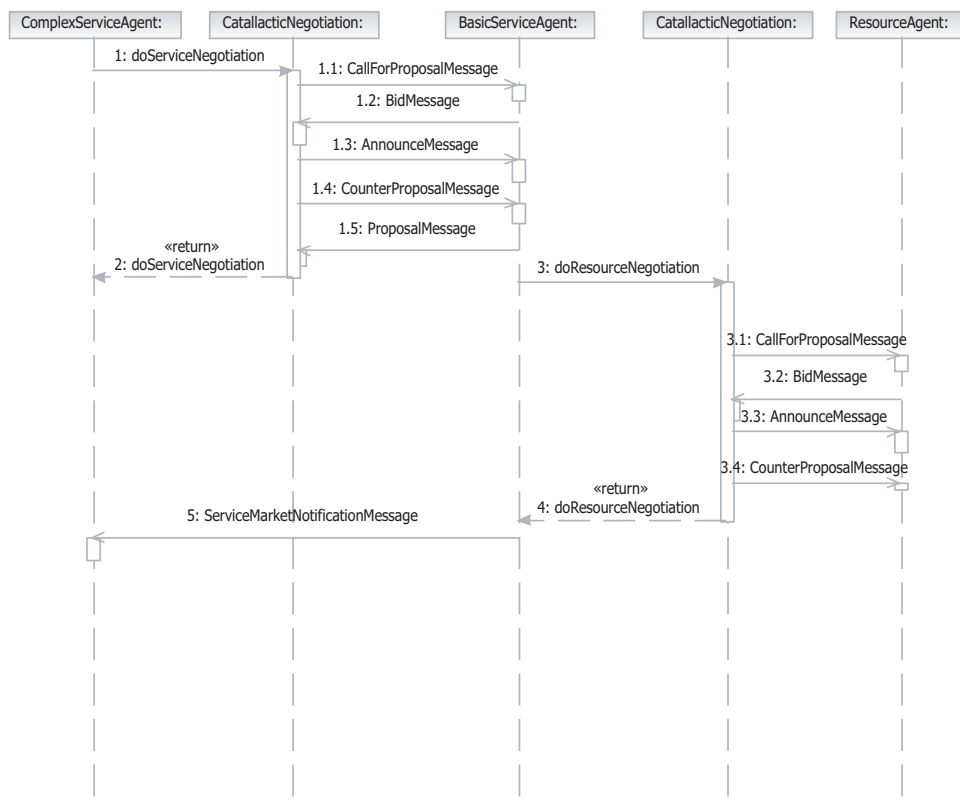 ComplexServiceAgent:
CatallacticNegotiation:
BasicServiceAgent:
CatallacticNegotiation:
ResourceAgent:
1: doServiceNegotiation
1.1: CallForProposalMessage
1.2: BidMessage
1.3: AnnounceMessage
1.4: CounterProposalMessage
1.5: ProposalMessage
«return»
2: doServiceNegotiation
3: doResourceNegotiation
3.1: CallForProposalMessage
3.2: BidMessage
3.3: AnnounceMessage
3.4: CounterProposalMessage
«return»
4: doResourceNegotiation
5: ServiceMarketNotificationMessage